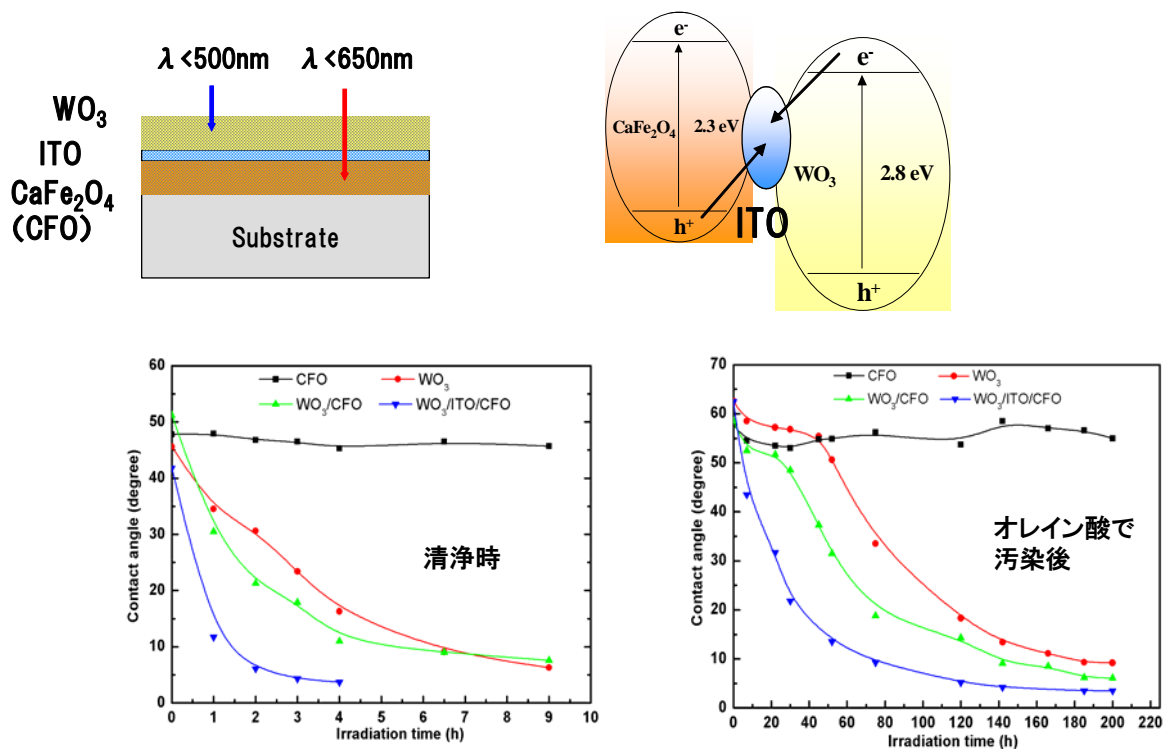 λ<500nm λ<650nm
WO3
ITO
CaFe2O4
(CFO)
Substrate
e-
e-
CaFe2O4 2.3 eV
WO3
2.8 eV
h+
ITO
h+
60
50
40
30
20
10
0
Contact angle (degree)
CFO WO3
WO3/CFO WO3/ITO/CFO
清浄時
0 1 2 3 4 5 6 7 8 9 10
Irradiation time (h)
70
60
50
40
30
20
10
0
Contact angle (degree)
CFO WO3
WO3/CFO WO3/ITO/CFO
オレイン酸で
汚染後
0 20 40 60 80 100 120 140 160 180 200 220
Irradiation time (h)